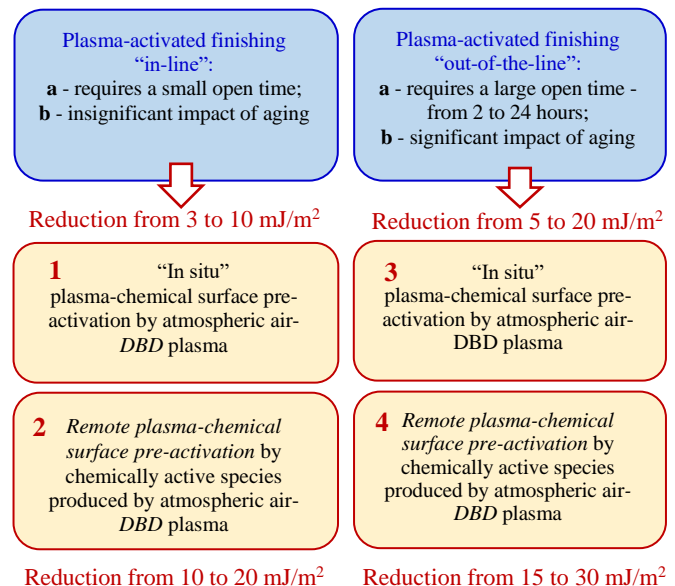 Plasma-activated finishing
“in-line”:
a - requires a small open time;
b - insignificant impact of aging
Reduction from 3 to 10 mJ/m²
1 “In situ”
plasma-chemical surface pre-
activation by atmospheric air-
DBD plasma
2 Remote plasma-chemical
surface pre-activation by
chemically active species
produced by atmospheric air-
DBD plasma
Reduction from 10 to 20 mJ/m²
Plasma-activated finishing
“out-of-the-line”:
a - requires a large open time -
from 2 to 24 hours;
b - significant impact of aging
Reduction from 5 to 20 mJ/m²
3 “In situ”
plasma-chemical surface pre-
activation by atmospheric air-
DBD plasma
4 Remote plasma-chemical
surface pre-activation by
chemically active species
produced by atmospheric air-
DBD plasma
Reduction from 15 to 30 mJ/m²